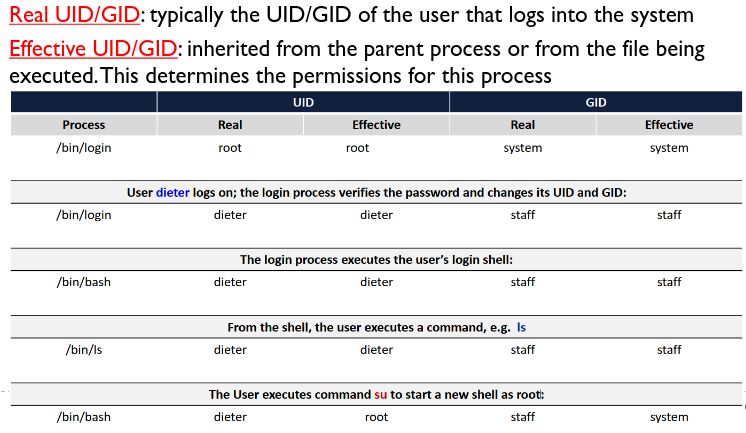 Real UID/GID: typically the UID/GID of the user that logs into the system
Effective UID/GID: inherited from the parent process or from the file being
executed. This determines the permissions for this process
UID GID
Process Real Effective Real Effective
/bin/login root root system system
User dieter logs on; the login process verifies the password and changes its UID and GID:
/bin/login dieter dieter staff staff
The login process executes the user's login shell:
/bin/bash dieter dieter staff staff
From the shell, the user executes a command, e.g. ls
/bin/ls dieter dieter staff staff
The User executes command su to start a new shell as root:
/bin/bash dieter root staff system